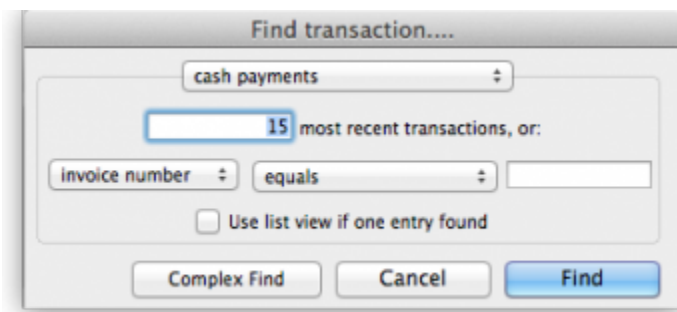 Find transaction....
cash payments
15 most recent transactions, or:
invoice number equals
Use list view if one entry found
Complex Find Cancel Find